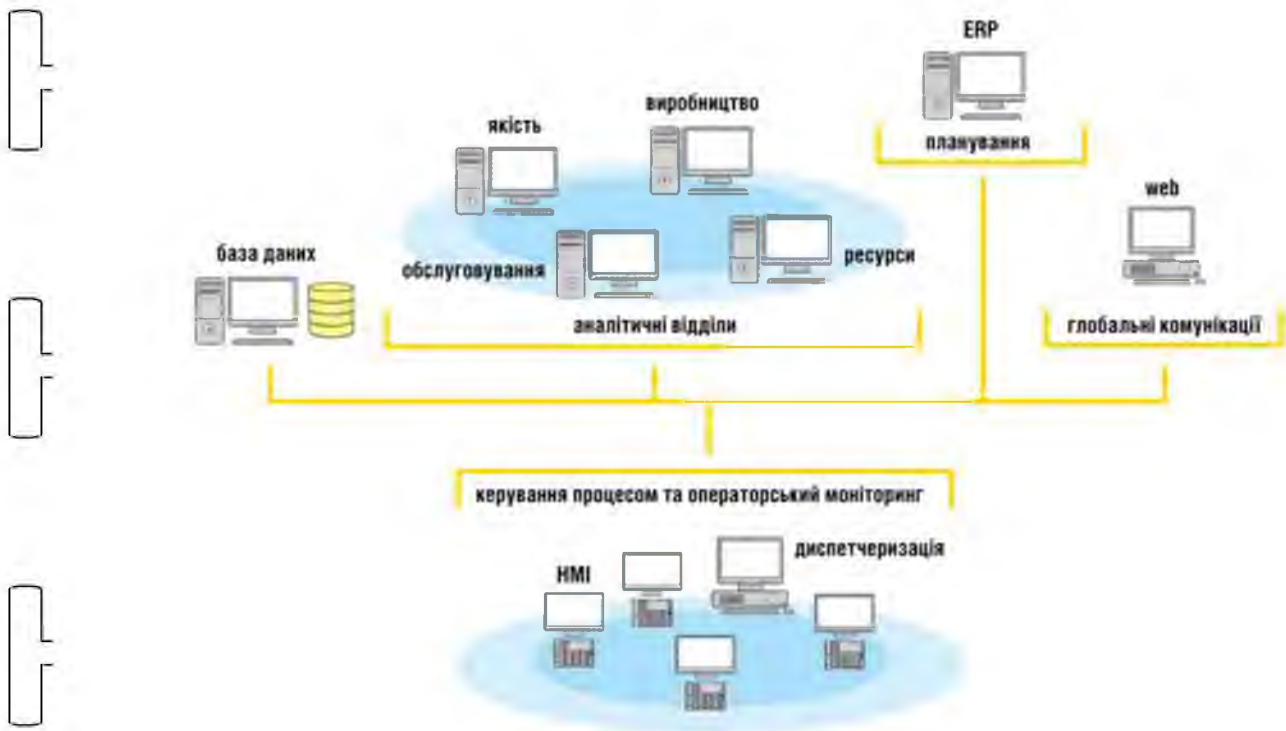 ERP
виробництво
якість
планування
web
база даних
обслуговування
ресурси
аналітичні відділи
глобальні комунікації
керування процесом та операторський моніторинг
диспетчеризація
HMI